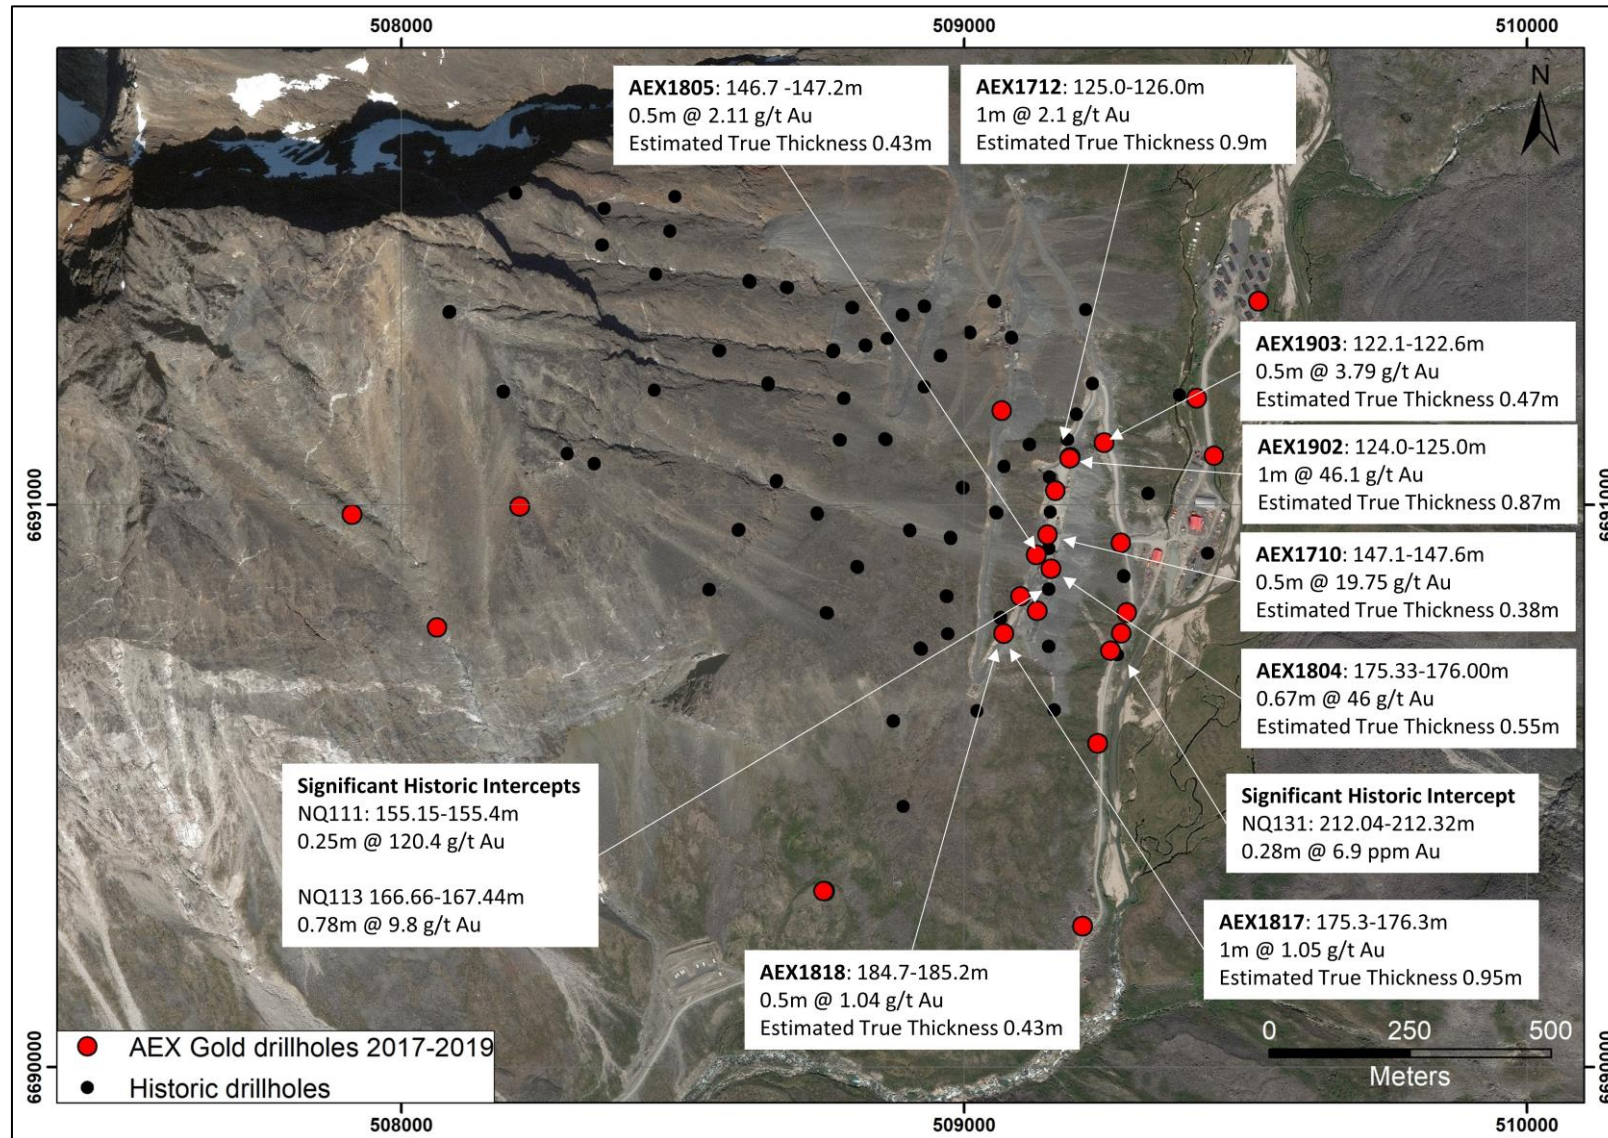 508000
509000
510000
N
AEX1805: 146.7 -147.2m
0.5m @ 2.11 g/t Au
Estimated True Thickness 0.43m
AEX1712: 125.0-126.0m
1m @ 2.1 g/t Au
Estimated True Thickness 0.9m
AEX1903: 122.1-122.6m
0.5m @ 3.79 g/t Au
Estimated True Thickness 0.47m
AEX1902: 124.0-125.0m
1m @ 46.1 g/t Au
Estimated True Thickness 0.87m
6691000
6691000
AEX1710: 147.1-147.6m
0.5m @ 19.75 g/t Au
Estimated True Thickness 0.38m
AEX1804: 175.33-176.00m
0.67m @ 46 g/t Au
Estimated True Thickness 0.55m
Significant Historic Intercepts
NQ111: 155.15-155.4m
0.25m @ 120.4 g/t Au
NQ113 166.66-167.44m
0.78m @ 9.8 g/t Au
Significant Historic Intercept
NQ131: 212.04-212.32m
0.28m @ 6.9 ppm Au
AEX1817: 175.3-176.3m
1m @ 1.05 g/t Au
Estimated True Thickness 0.95m
AEX1818: 184.7-185.2m
0.5m @ 1.04 g/t Au
Estimated True Thickness 0.43m
AEX Gold drillholes 2017-2019
Historic drillholes
0 250 500
Meters
6690000
6690000
508000
509000
510000